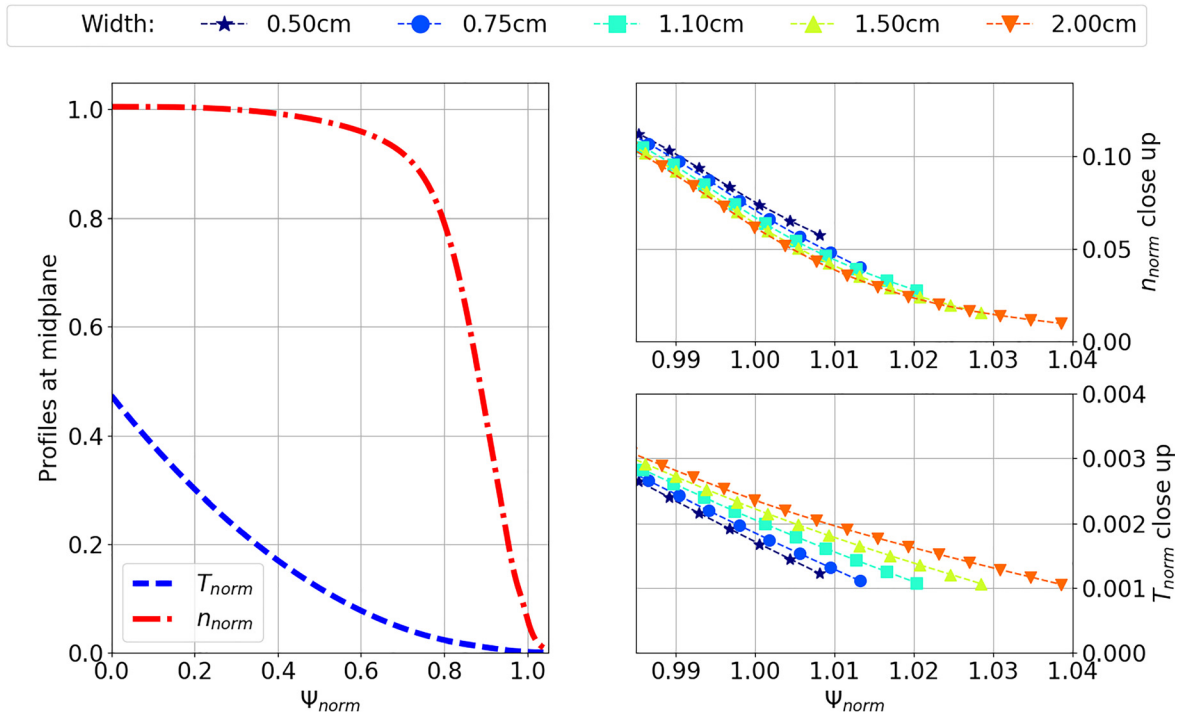 Width: 0.50cm 0.75cm 1.10cm 1.50cm 2.00cm
Profiles at midplane
1.0
0.8
0.6
0.4
0.2
0.0
T_norm
n_norm
0.0 0.2 0.4 0.6 0.8 1.0
Ψ_norm
0.10
0.05
0.00
n_norm close up
0.99 1.00 1.01 1.02 1.03 1.04
0.004
0.003
0.002
0.001
0.000
T_norm close up
0.99 1.00 1.01 1.02 1.03 1.04
Ψ_norm